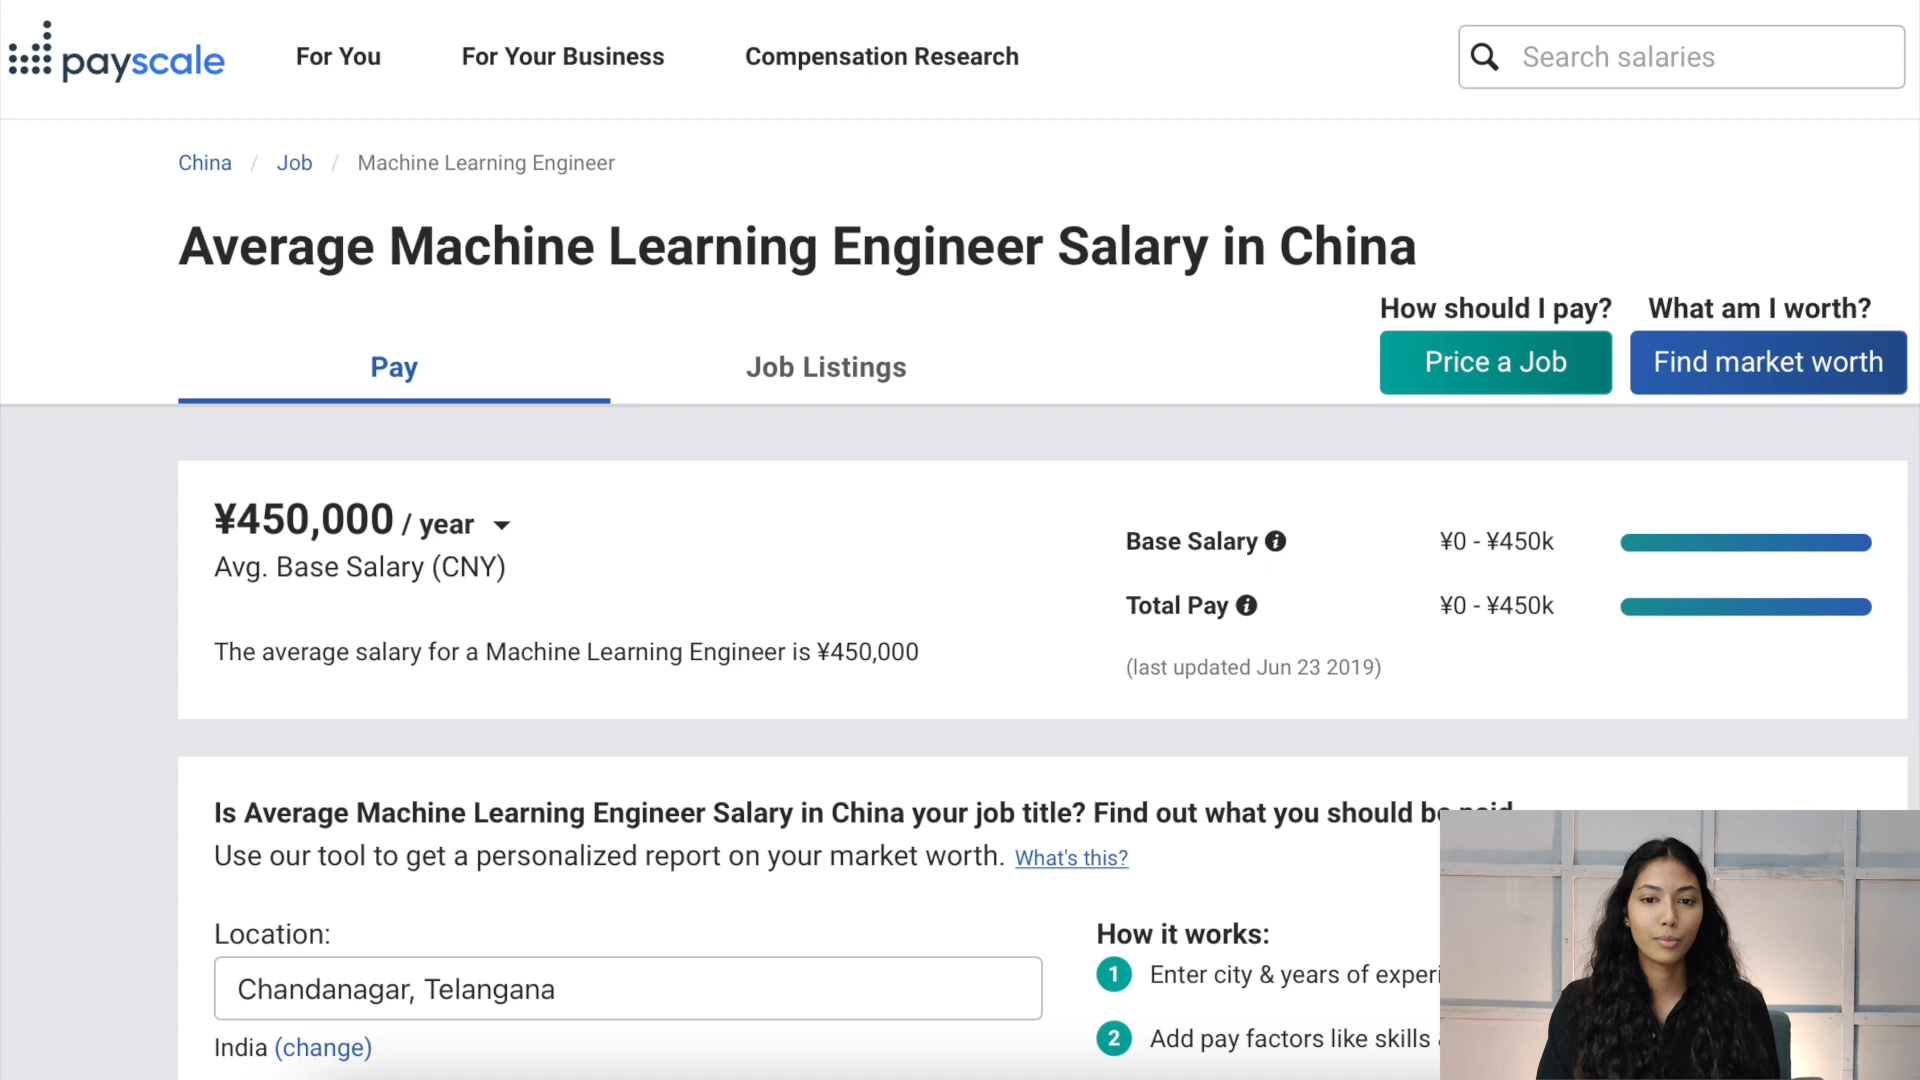 payscale
For You
For Your Business
Compensation Research
Search salaries
China / Job / Machine Learning Engineer
Average Machine Learning Engineer Salary in China
How should I pay?
What am I worth?
Pay
Job Listings
Price a Job
Find market worth
¥450,000 / year
Avg. Base Salary (CNY)
The average salary for a Machine Learning Engineer is ¥450,000
Base Salary ¥0 - ¥450k
Total Pay ¥0 - ¥450k
(last updated Jun 23 2019)
Is Average Machine Learning Engineer Salary in China your job title? Find out what you should be paid
Use our tool to get a personalized report on your market worth. What's this?
Location:
Chandanagar, Telangana
India (change)
How it works:
1 Enter city & years of experi
2 Add pay factors like skills